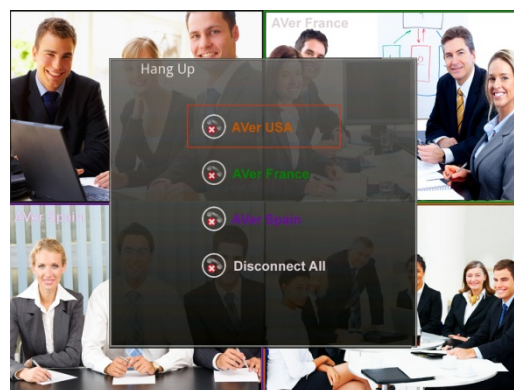 AVer France
Hang Up
AVer USA
AVer France
AVer Spain
AVer Spain
Disconnect All